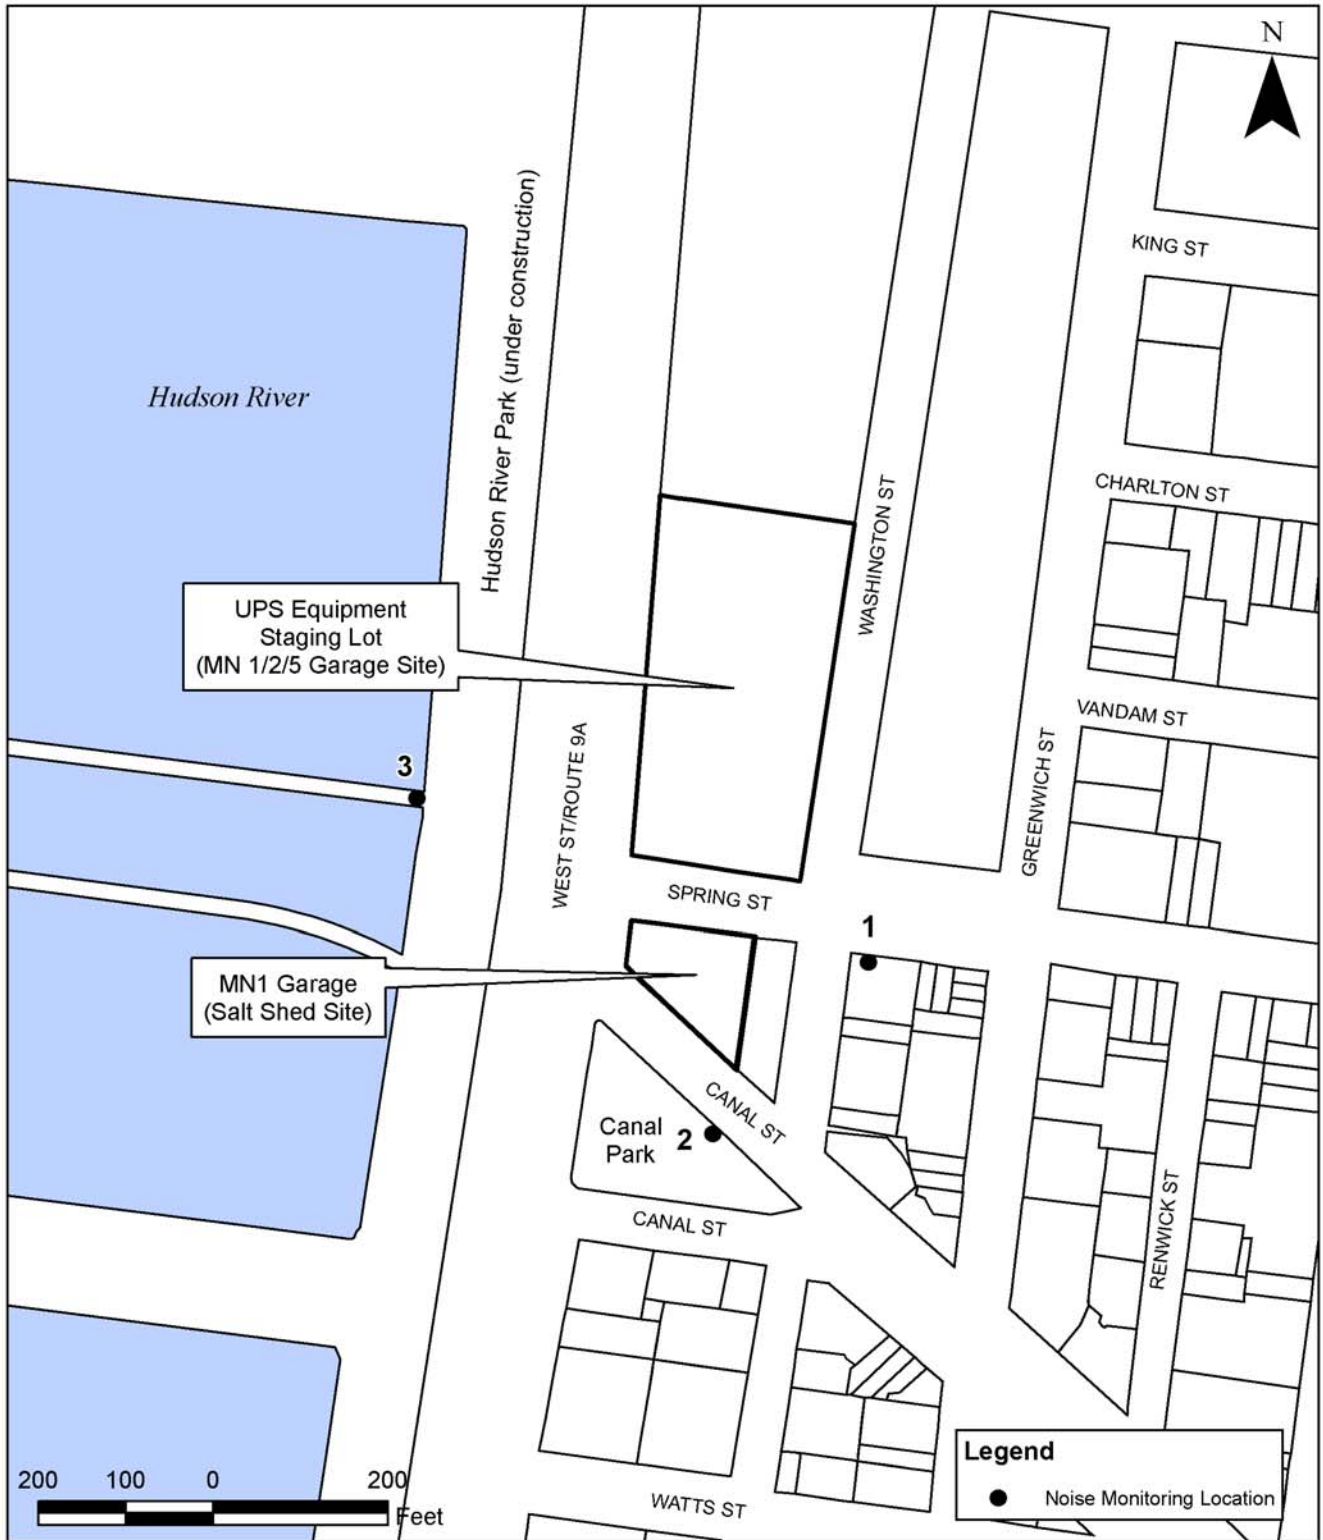 N
KING ST
Hudson River Park (under construction)
Hudson River
CHARLTON ST
WASHINGTON ST
UPS Equipment
Staging Lot
(MN 1/2/5 Garage Site)
VANDAM ST
GREENWICH ST
WEST ST/ROUTE 9A
3
SPRING ST
1
MN1 Garage
(Salt Shed Site)
CANAL ST
Canal
Park
2
CANAL ST
RENWICK ST
WATTS ST
200 100 0 200
Feet
Legend
Noise Monitoring Location